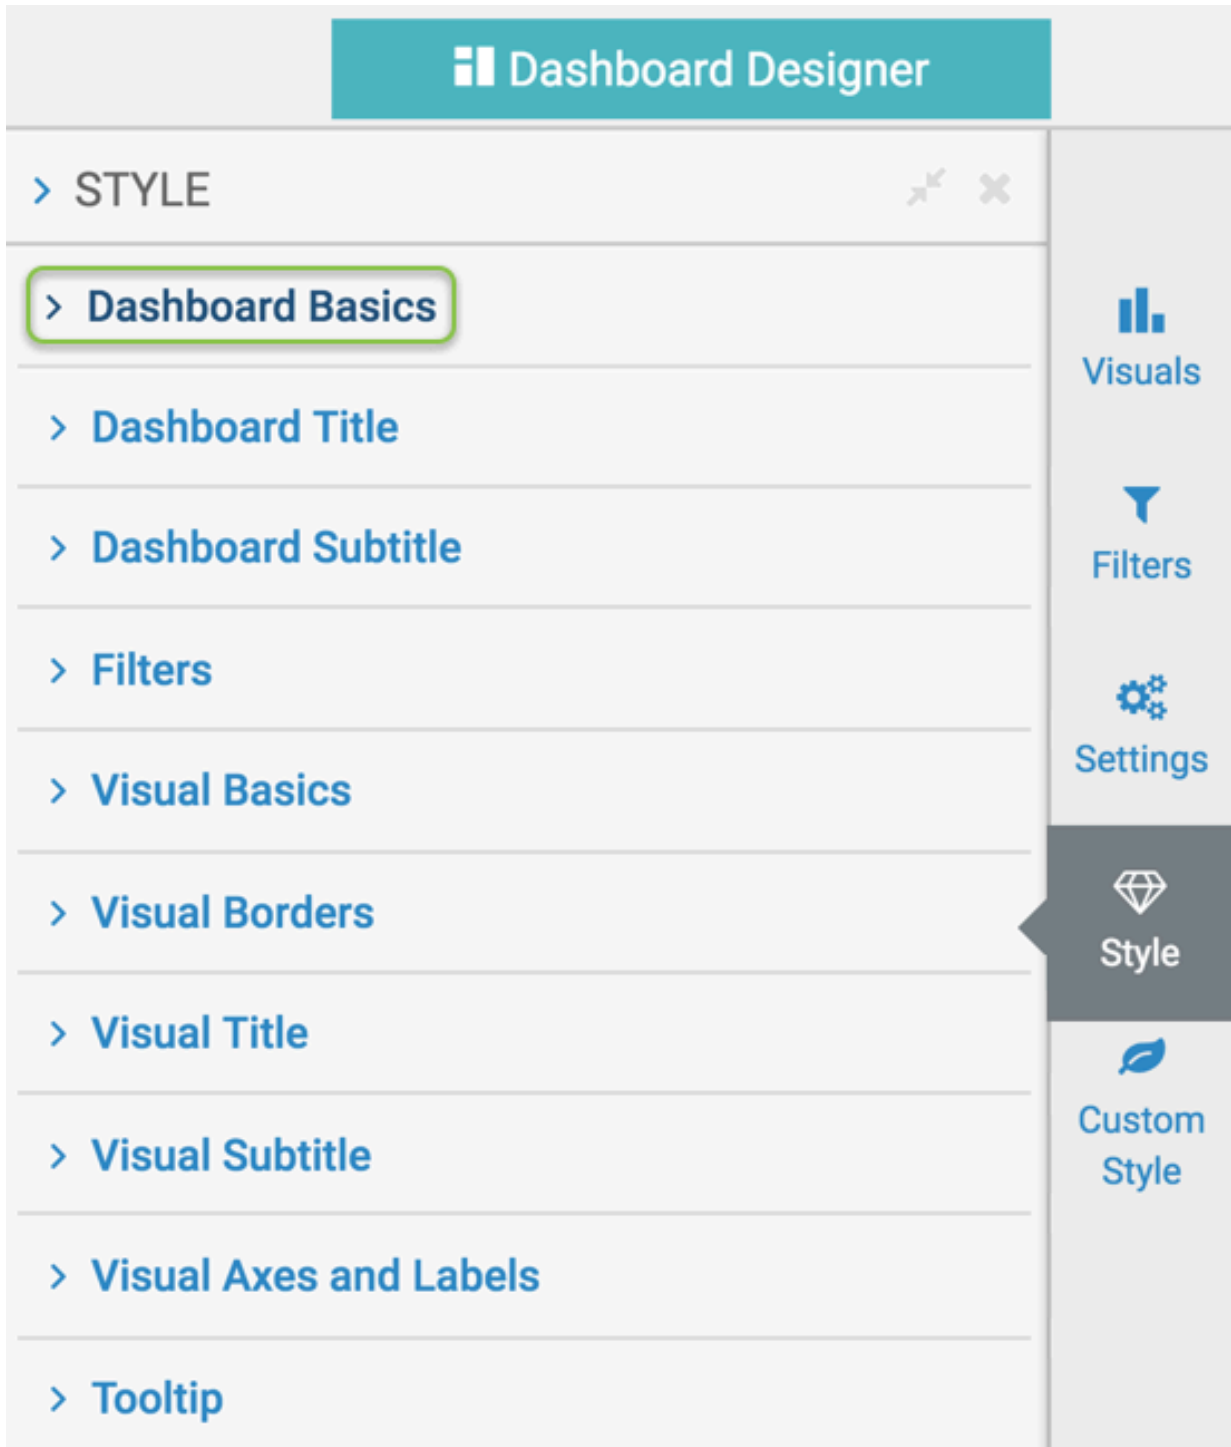 Dashboard Designer
STYLE
Dashboard Basics
Dashboard Title
Dashboard Subtitle
Filters
Visual Basics
Visual Borders
Visual Title
Visual Subtitle
Visual Axes and Labels
Tooltip
Visuals
Filters
Settings
Style
Custom
Style